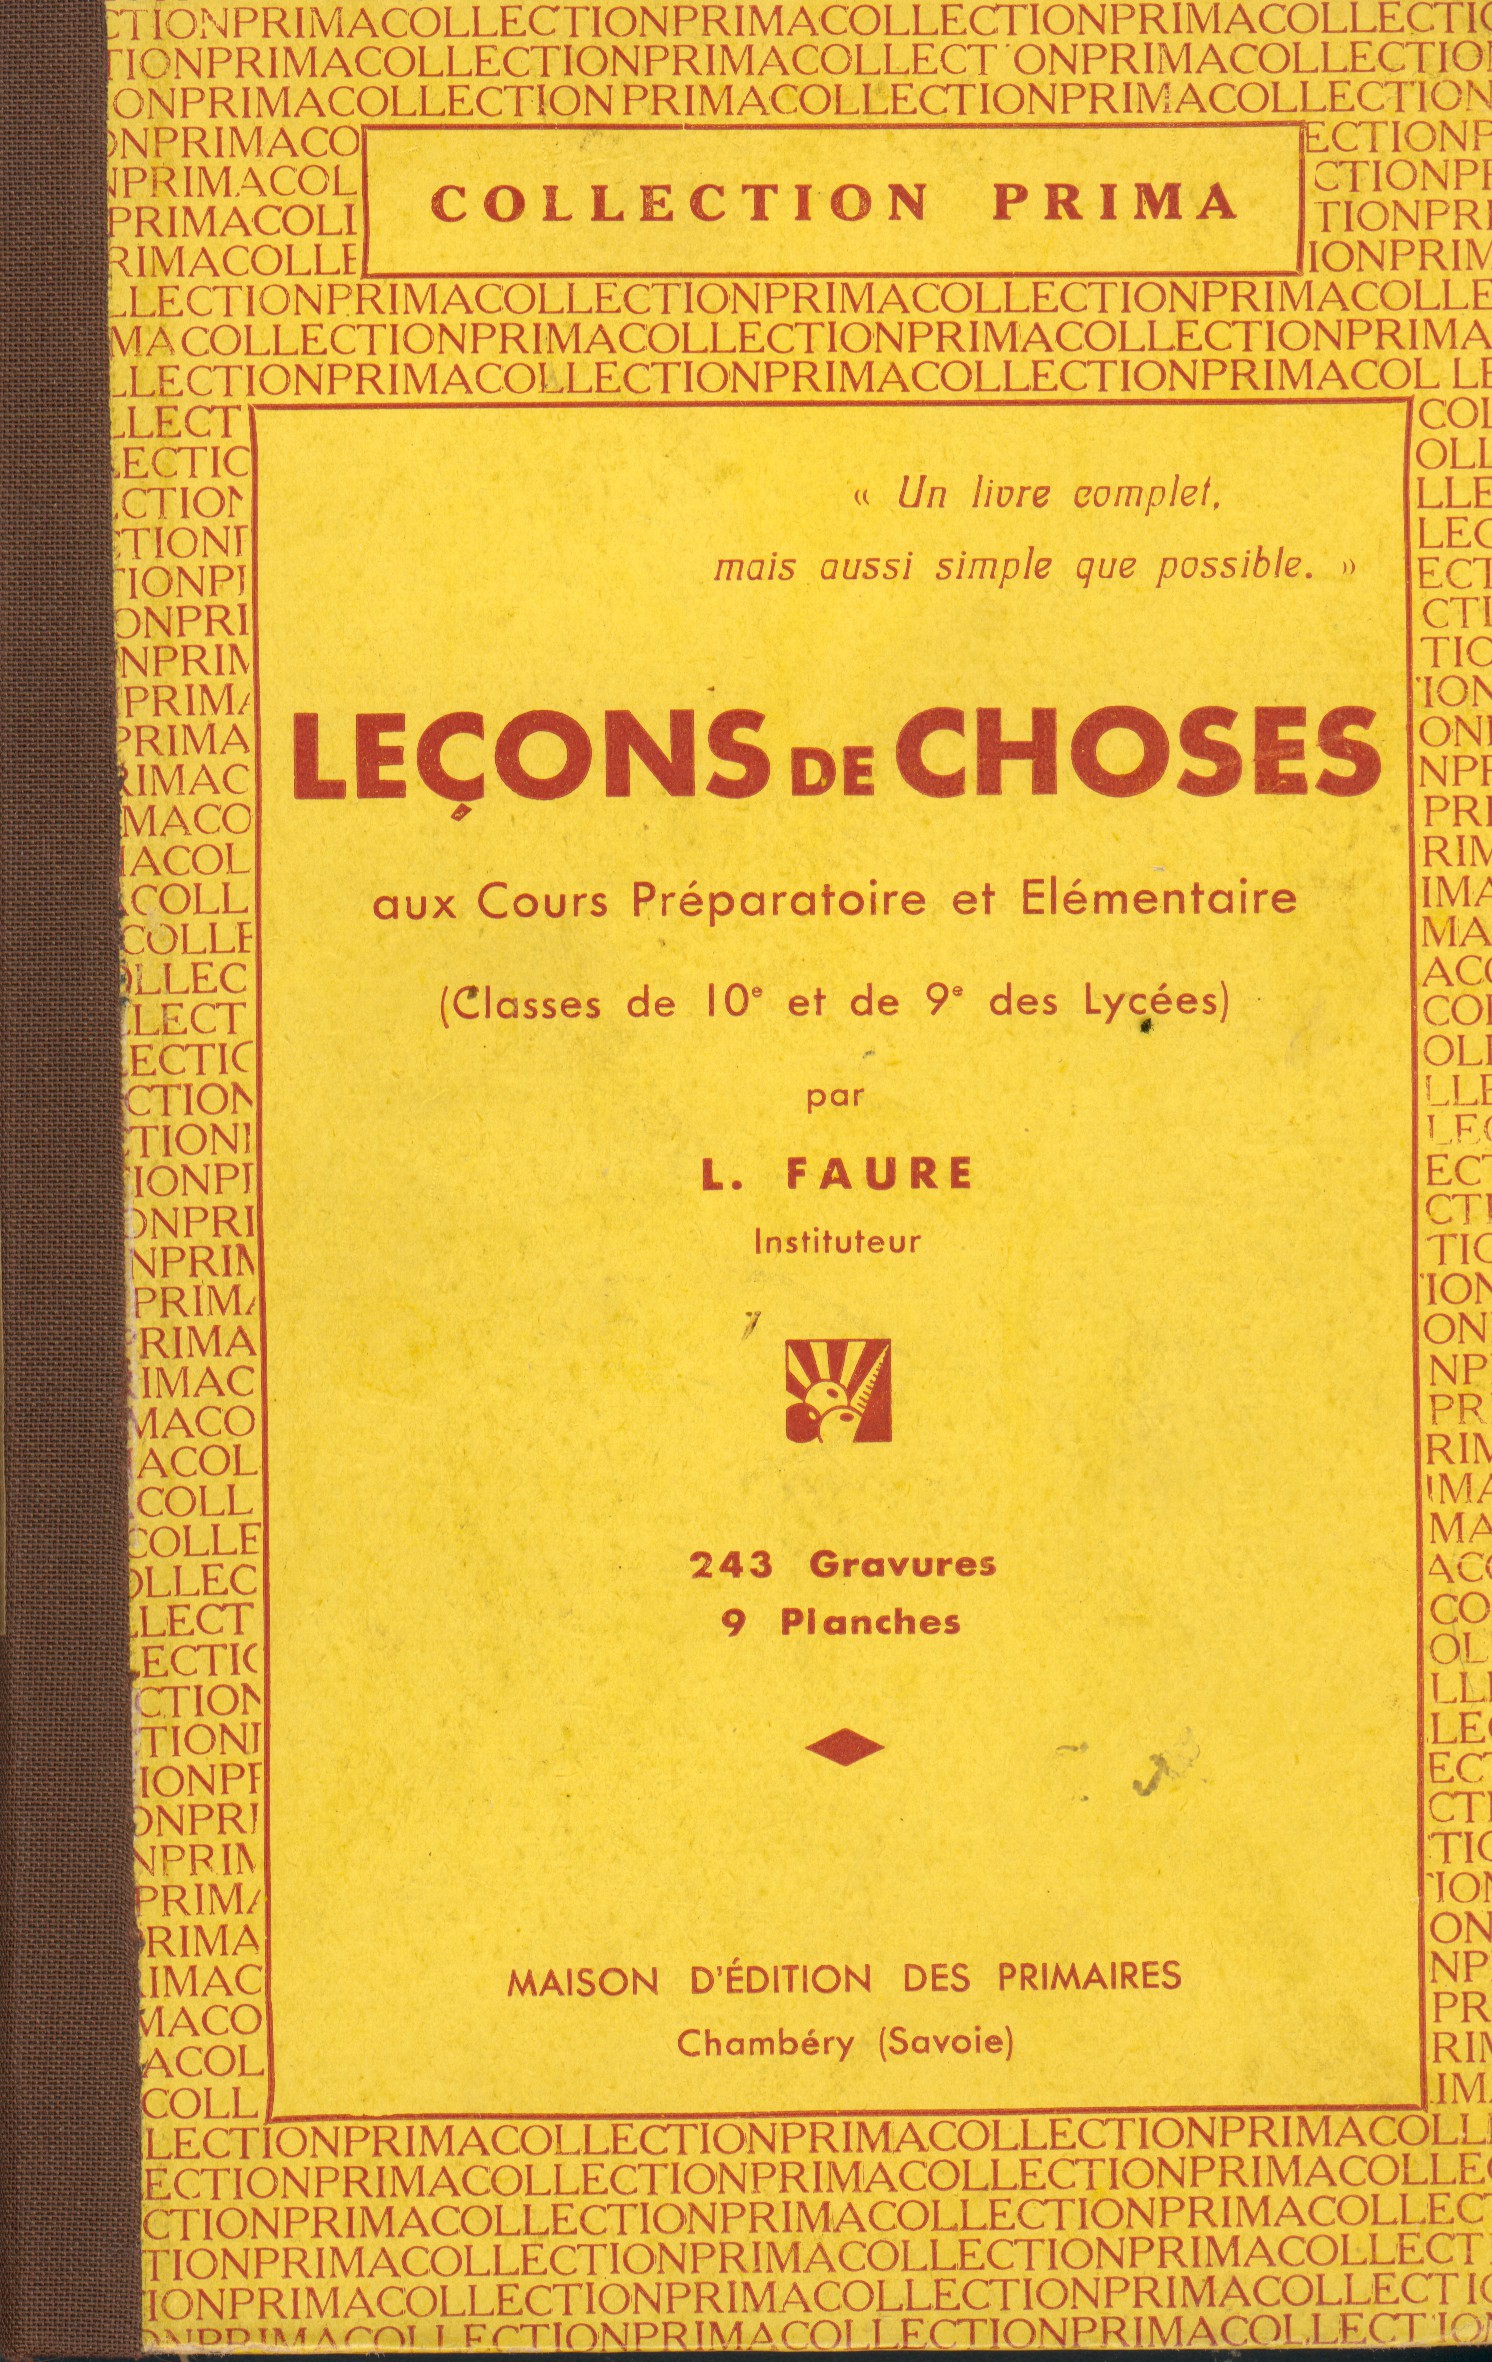 COLLECTION PRIMA
« Un livre complet,
mais aussi simple que possible. »
LEÇONS DE CHOSES
aux Cours Préparatoire et Elémentaire
(Classes de 10e et de 9e des Lycées)
par
L. FAURE
Instituteur
243 Gravures
9 Planches
MAISON D'ÉDITION DES PRIMAIRES
Chambéry (Savoie)